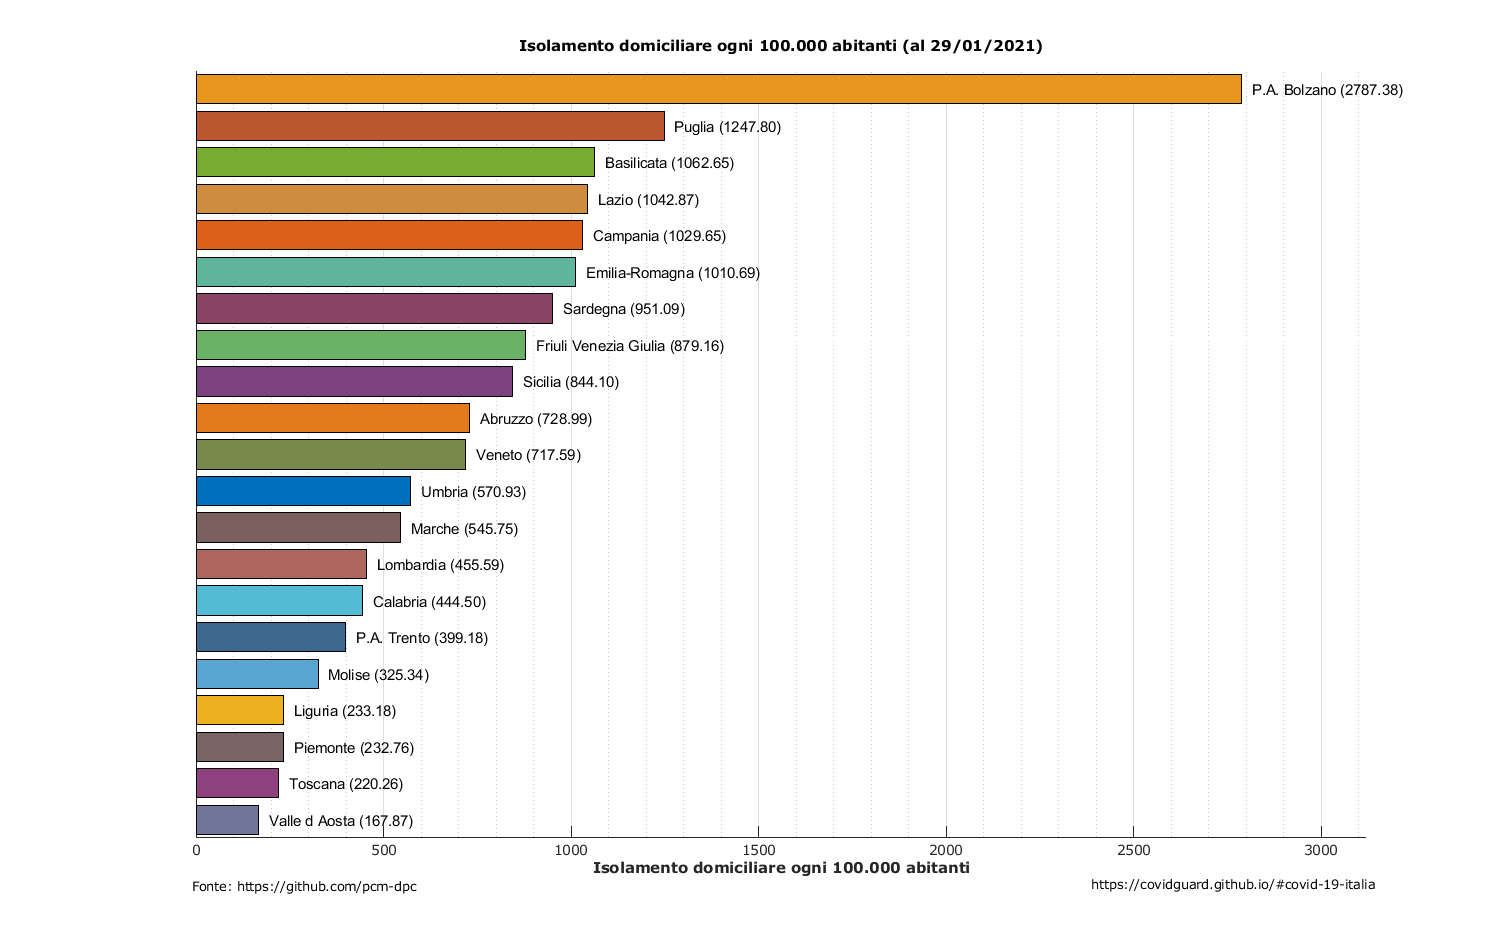 Isolamento domiciliare ogni 100.000 abitanti (al 29/01/2021)
P.A. Bolzano (2787.38)
Puglia (1247.80)
Basilicata (1062.65)
Lazio (1042.87)
Campania (1029.65)
Emilia-Romagna (1010.69)
Sardegna (951.09)
Friuli Venezia Giulia (879.16)
Sicilia (844.10)
Abruzzo (728.99)
Veneto (717.59)
Umbria (570.93)
Marche (545.75)
Lombardia (455.59)
Calabria (444.50)
P.A. Trento (399.18)
Molise (325.34)
Liguria (233.18)
Piemonte (232.76)
Toscana (220.26)
Valle d Aosta (167.87)
0 500 1000 1500 2000 2500 3000
Isolamento domiciliare ogni 100.000 abitanti
Fonte: https://github.com/pcm-dpc
https://covidguard.github.io/#covid-19-italia